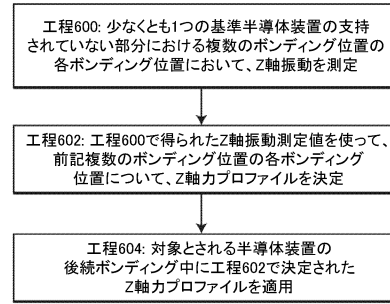 工程600: 少なくとも1つの基準半導体装置の支持
されていない部分における複数のボンディング位置の
各ボンディング位置において、Z軸振動を測定
工程602: 工程600で得られたZ軸振動測定値を使って、
前記複数のボンディング位置の各ボンディング
位置について、Z軸力プロファイルを決定
工程604: 対象とされる半導体装置の
後続ボンディング中に工程602で決定された
Z軸力プロファイルを適用